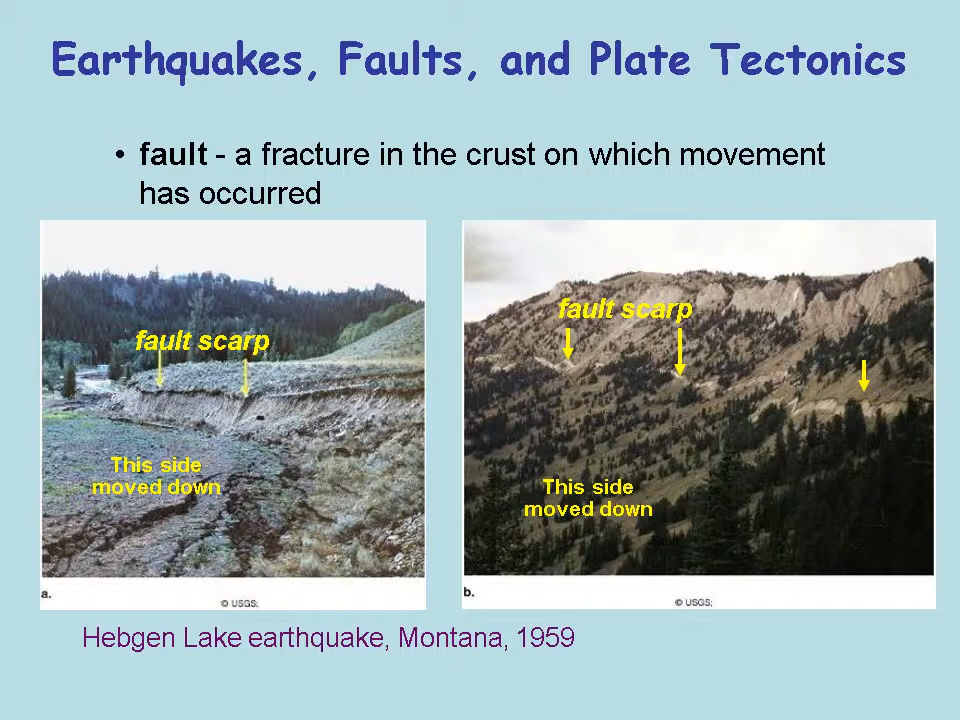 Earthquakes, Faults, and Plate Tectonics
• fault - a fracture in the crust on which movement
has occurred
fault scarp
This side
moved down
a.
© USGS;
fault scarp
This side
moved down
b.
© USGS;
Hebgen Lake earthquake, Montana, 1959